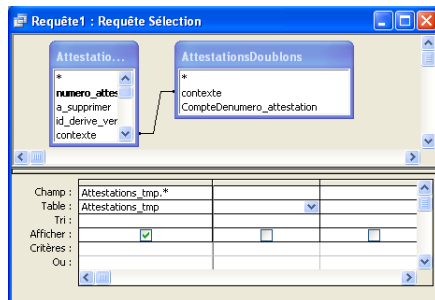 Requête1 : Requête Sélection
Attestatio...
*
numero_attes
a_supprimer
id_derive_ver
contexte
AttestationsDoublons
*
contexte
CompteDenumero_attestation
Champ : Attestations_tmp.*
Table : Attestations_tmp
Tri :
Afficher :
Critères :
Ou :